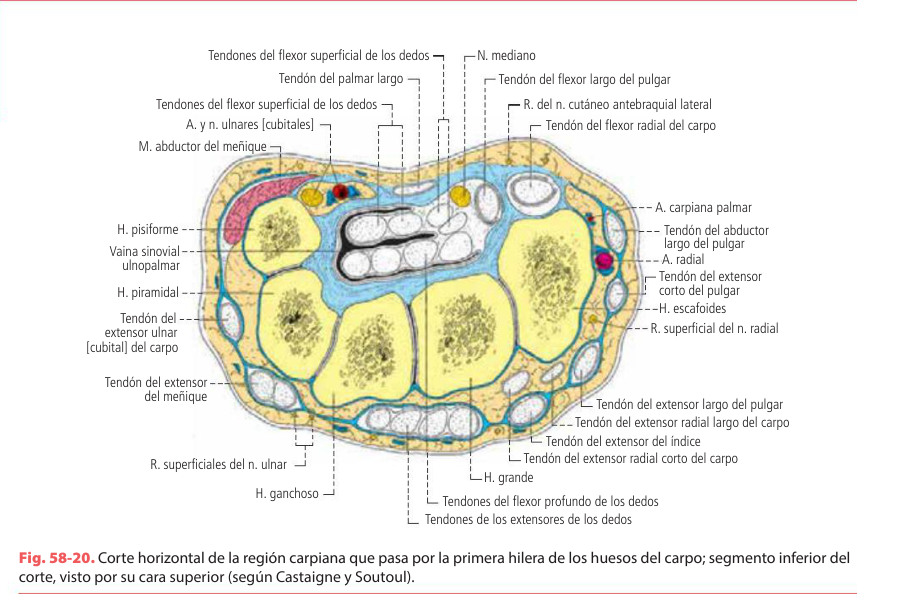 Tendones del flexor superficial de los dedos
N. mediano
Tendón del palmar largo
Tendón del flexor largo del pulgar
Tendones del flexor superficial de los dedos
R. del n. cutáneo antebraquial lateral
A. y n. ulnares [cubitales]
Tendón del flexor radial del carpo
M. abductor del meñique
A. carpiana palmar
H. pisiforme
Tendón del abductor
largo del pulgar
Vaina sinovial
ulnopalmar
A. radial
Tendón del extensor
corto del pulgar
H. piramidal
H. escafoides
Tendón del
extensor ulnar
[cubital] del carpo
R. superficial del n. radial
Tendón del extensor
del meñique
Tendón del extensor largo del pulgar
Tendón del extensor radial largo del carpo
Tendón del extensor del índice
Tendón del extensor radial corto del carpo
R. superficiales del n. ulnar
H. grande
H. ganchoso
Tendones del flexor profundo de los dedos
Tendones de los extensores de los dedos
Fig. 58-20. Corte horizontal de la región carpiana que pasa por la primera hilera de los huesos del carpo; segmento inferior del
corte, visto por su cara superior (según Castaigne y Soutoul).